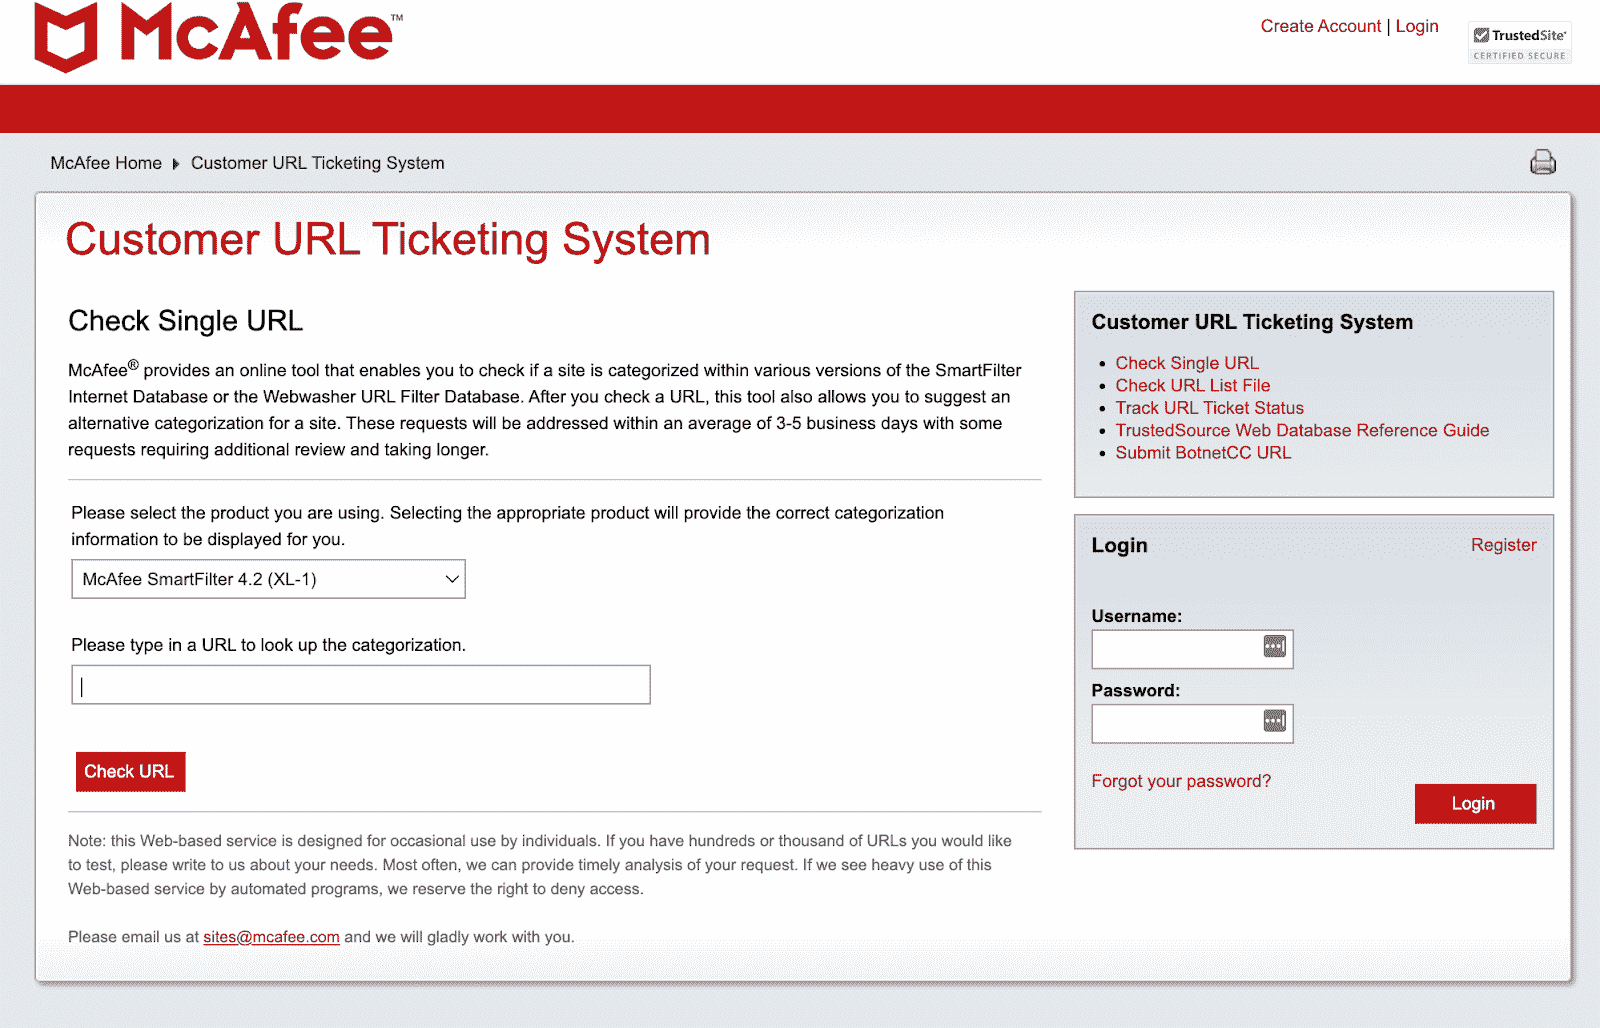 McAfee™
Create Account | Login
TrustedSite
CERTIFIED SECURE
McAfee Home Customer URL Ticketing System
Customer URL Ticketing System
Check Single URL
McAfee® provides an online tool that enables you to check if a site is categorized within various versions of the SmartFilter
Internet Database or the Webwasher URL Filter Database. After you check a URL, this tool also allows you to suggest an
alternative categorization for a site. These requests will be addressed within an average of 3-5 business days with some
requests requiring additional review and taking longer.
Please select the product you are using. Selecting the appropriate product will provide the correct categorization
information to be displayed for you.
McAfee SmartFilter 4.2 (XL-1)
Please type in a URL to look up the categorization.
Check URL
Note: this Web-based service is designed for occasional use by individuals. If you have hundreds or thousand of URLs you would like
to test, please write to us about your needs. Most often, we can provide timely analysis of your request. If we see heavy use of this
Web-based service by automated programs, we reserve the right to deny access.
Please email us at sites@mcafee.com and we will gladly work with you.
Customer URL Ticketing System
• Check Single URL
• Check URL List File
• Track URL Ticket Status
• TrustedSource Web Database Reference Guide
• Submit BotnetCC URL
Login
Register
Username:
Password:
Forgot your password?
Login